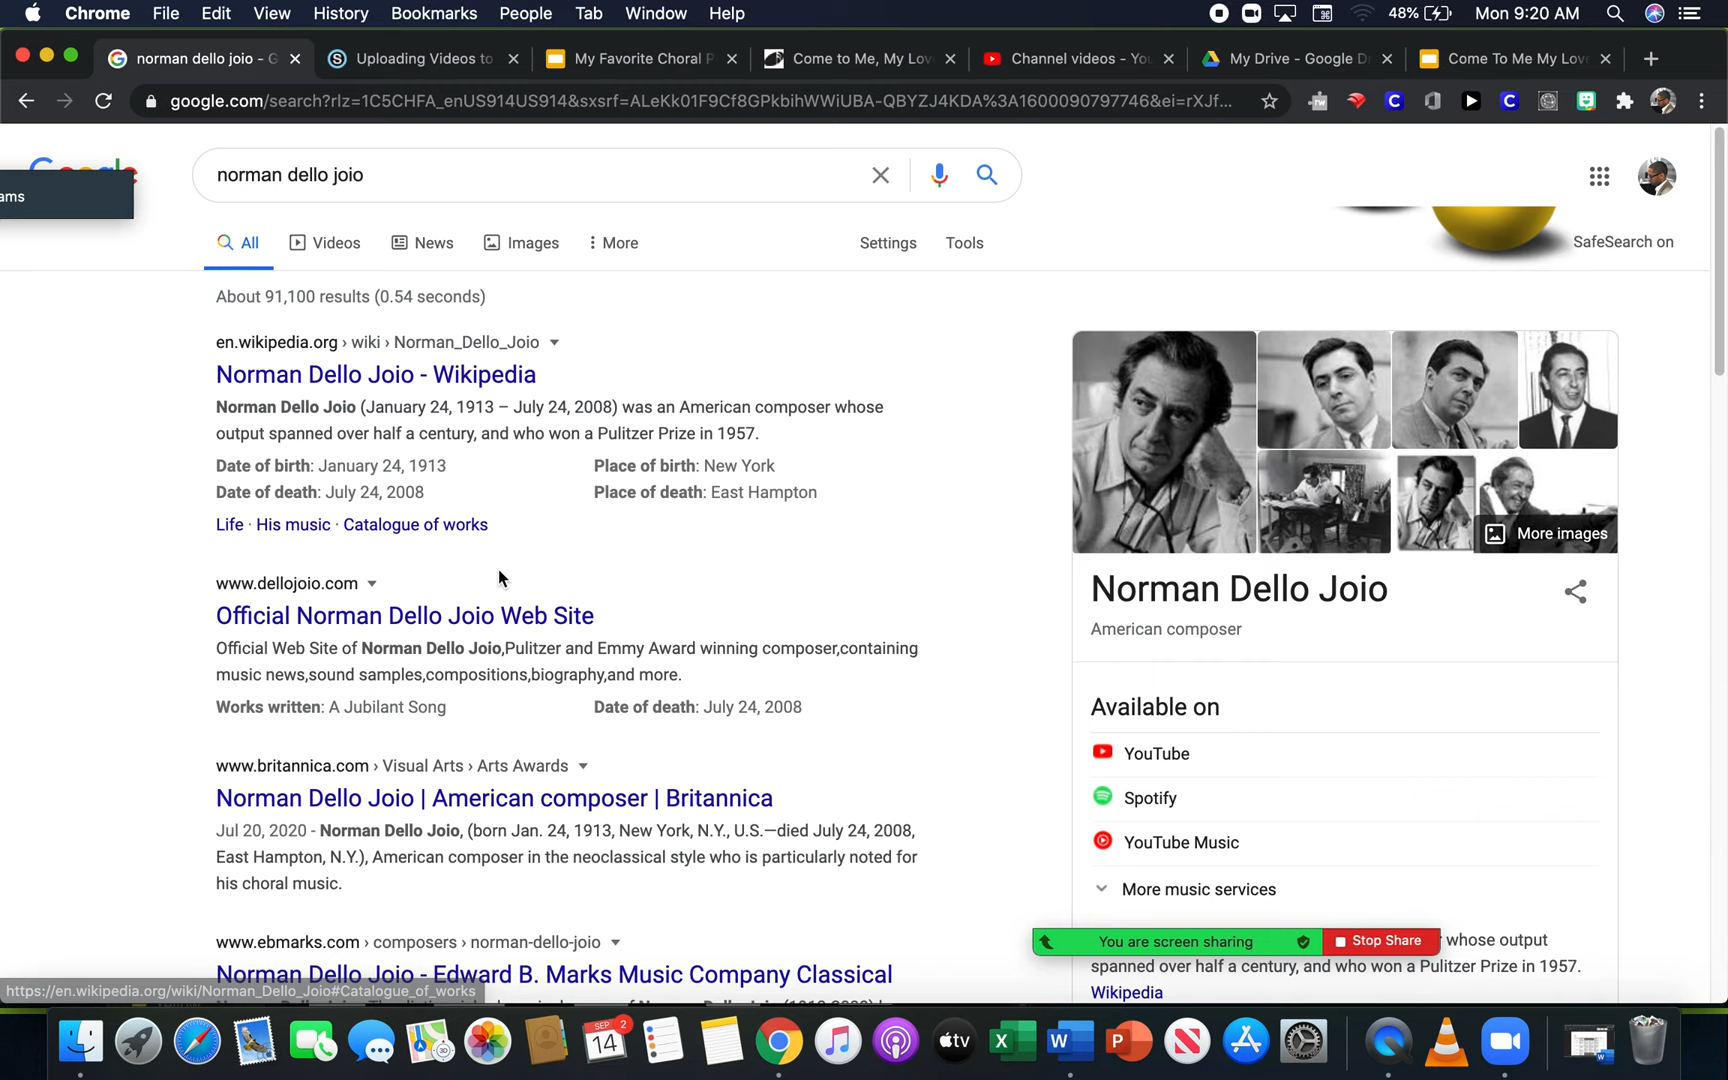 Chrome File Edit View History Bookmarks People Tab Window Help 48% Mon 9:20 AM
norman dello joio - G Uploading Videos to My Favorite Choral P Come to Me, My Lov Channel videos - You My Drive - Google D Come To Me My Lov
google.com/search?rlz=1C5CHFA_enUS914US914&sxsrf=ALeKk01F9Cf8GPkbihWWiUBA-QBYZJ4KDA%3A1600090797746&ei=rXJf...
Google
ams
norman dello joio
All Videos News Images More Settings Tools SafeSearch on
About 91,100 results (0.54 seconds)
en.wikipedia.org › wiki › Norman_Dello_Joio
Norman Dello Joio - Wikipedia
Norman Dello Joio (January 24, 1913 – July 24, 2008) was an American composer whose
output spanned over half a century, and who won a Pulitzer Prize in 1957.
Date of birth: January 24, 1913 Place of birth: New York
Date of death: July 24, 2008 Place of death: East Hampton
Life · His music · Catalogue of works
www.dellojoio.com
Official Norman Dello Joio Web Site
Official Web Site of Norman Dello Joio,Pulitzer and Emmy Award winning composer,containing
music news,sound samples,compositions,biography,and more.
Works written: A Jubilant Song Date of death: July 24, 2008
www.britannica.com › Visual Arts › Arts Awards
Norman Dello Joio | American composer | Britannica
Jul 20, 2020 - Norman Dello Joio, (born Jan. 24, 1913, New York, N.Y., U.S.—died July 24, 2008,
East Hampton, N.Y.), American composer in the neoclassical style who is particularly noted for
his choral music.
www.ebmarks.com › composers › norman-dello-joio
Norman Dello Joio - Edward B. Marks Music Company Classical
https://en.wikipedia.org/wiki/Norman_Dello_Joio#Catalogue_of_works
More images
Norman Dello Joio
American composer
Available on
YouTube
Spotify
YouTube Music
More music services
You are screen sharing Stop Share
whose output
spanned over half a century, and who won a Pulitzer Prize in 1957.
Wikipedia
SEP 2
14